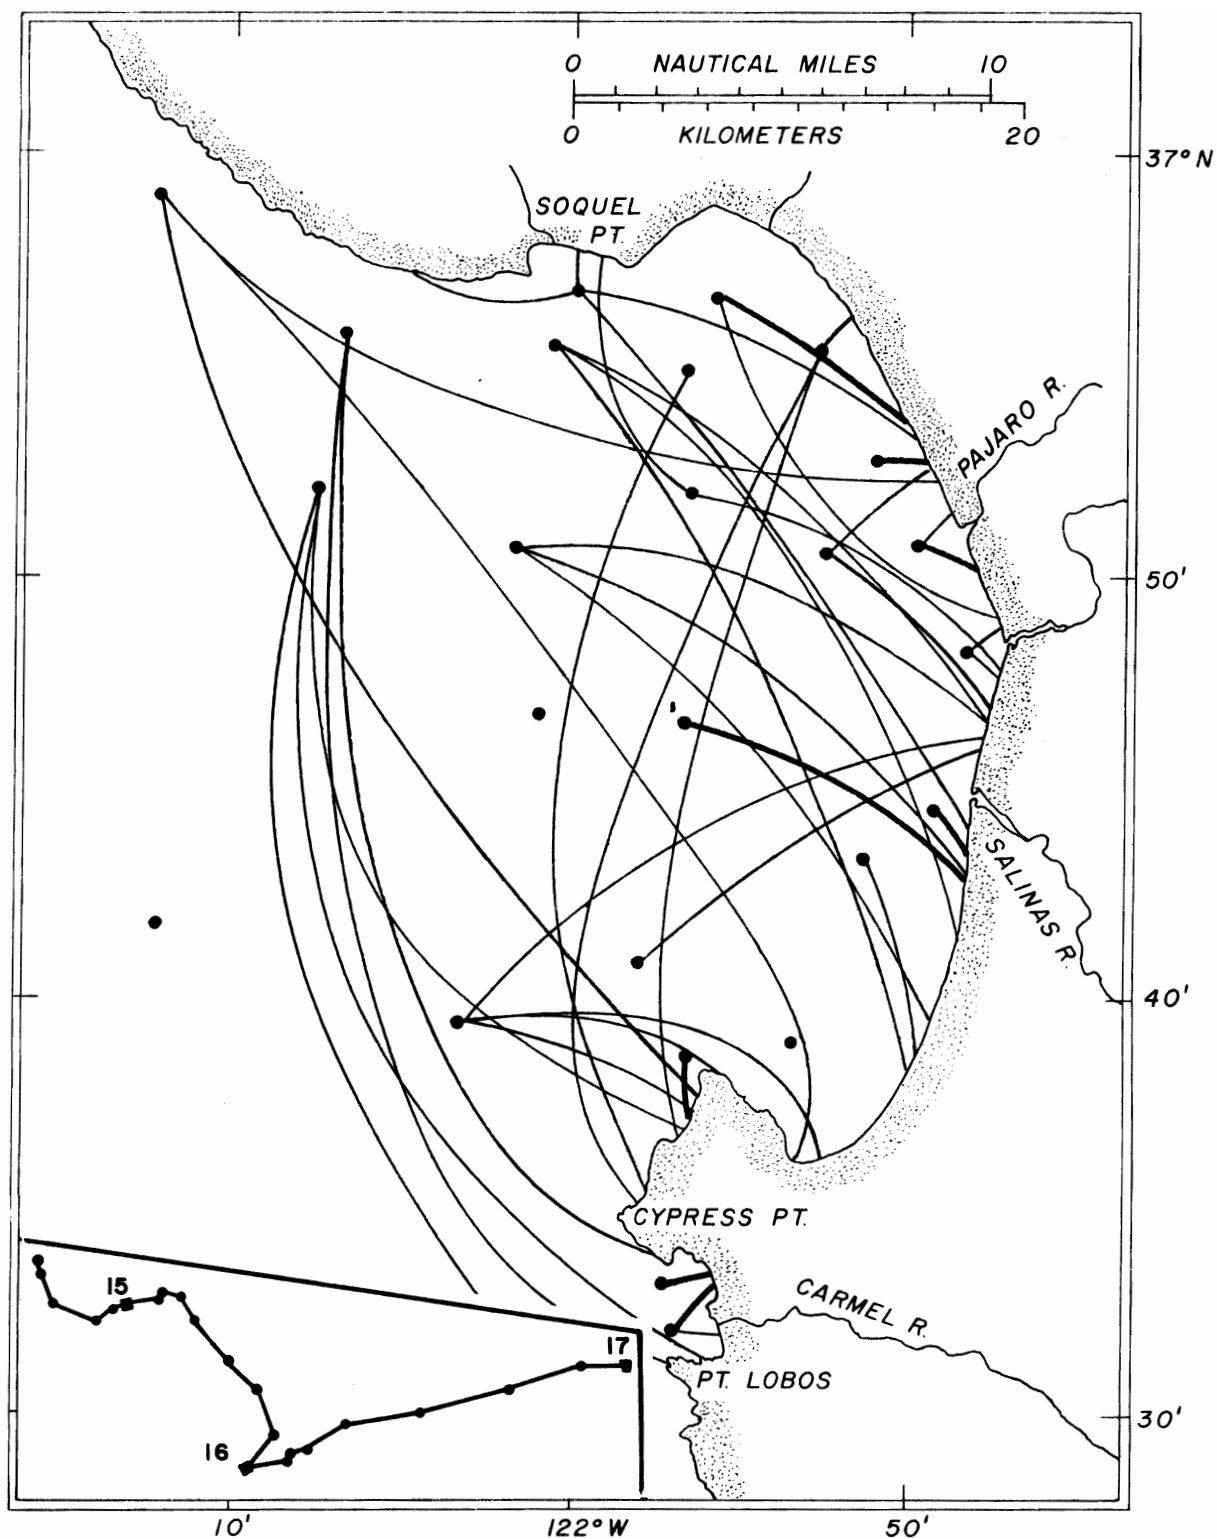 0 NAUTICAL MILES 10
0 KILOMETERS 20
37°N
SOQUEL
PT.
PAJARO R.
50'
SALINAS R.
40'
CYPRESS PT.
CARMEL R.
15
17
PT. LOBOS
30'
16
10' 122°W 50'